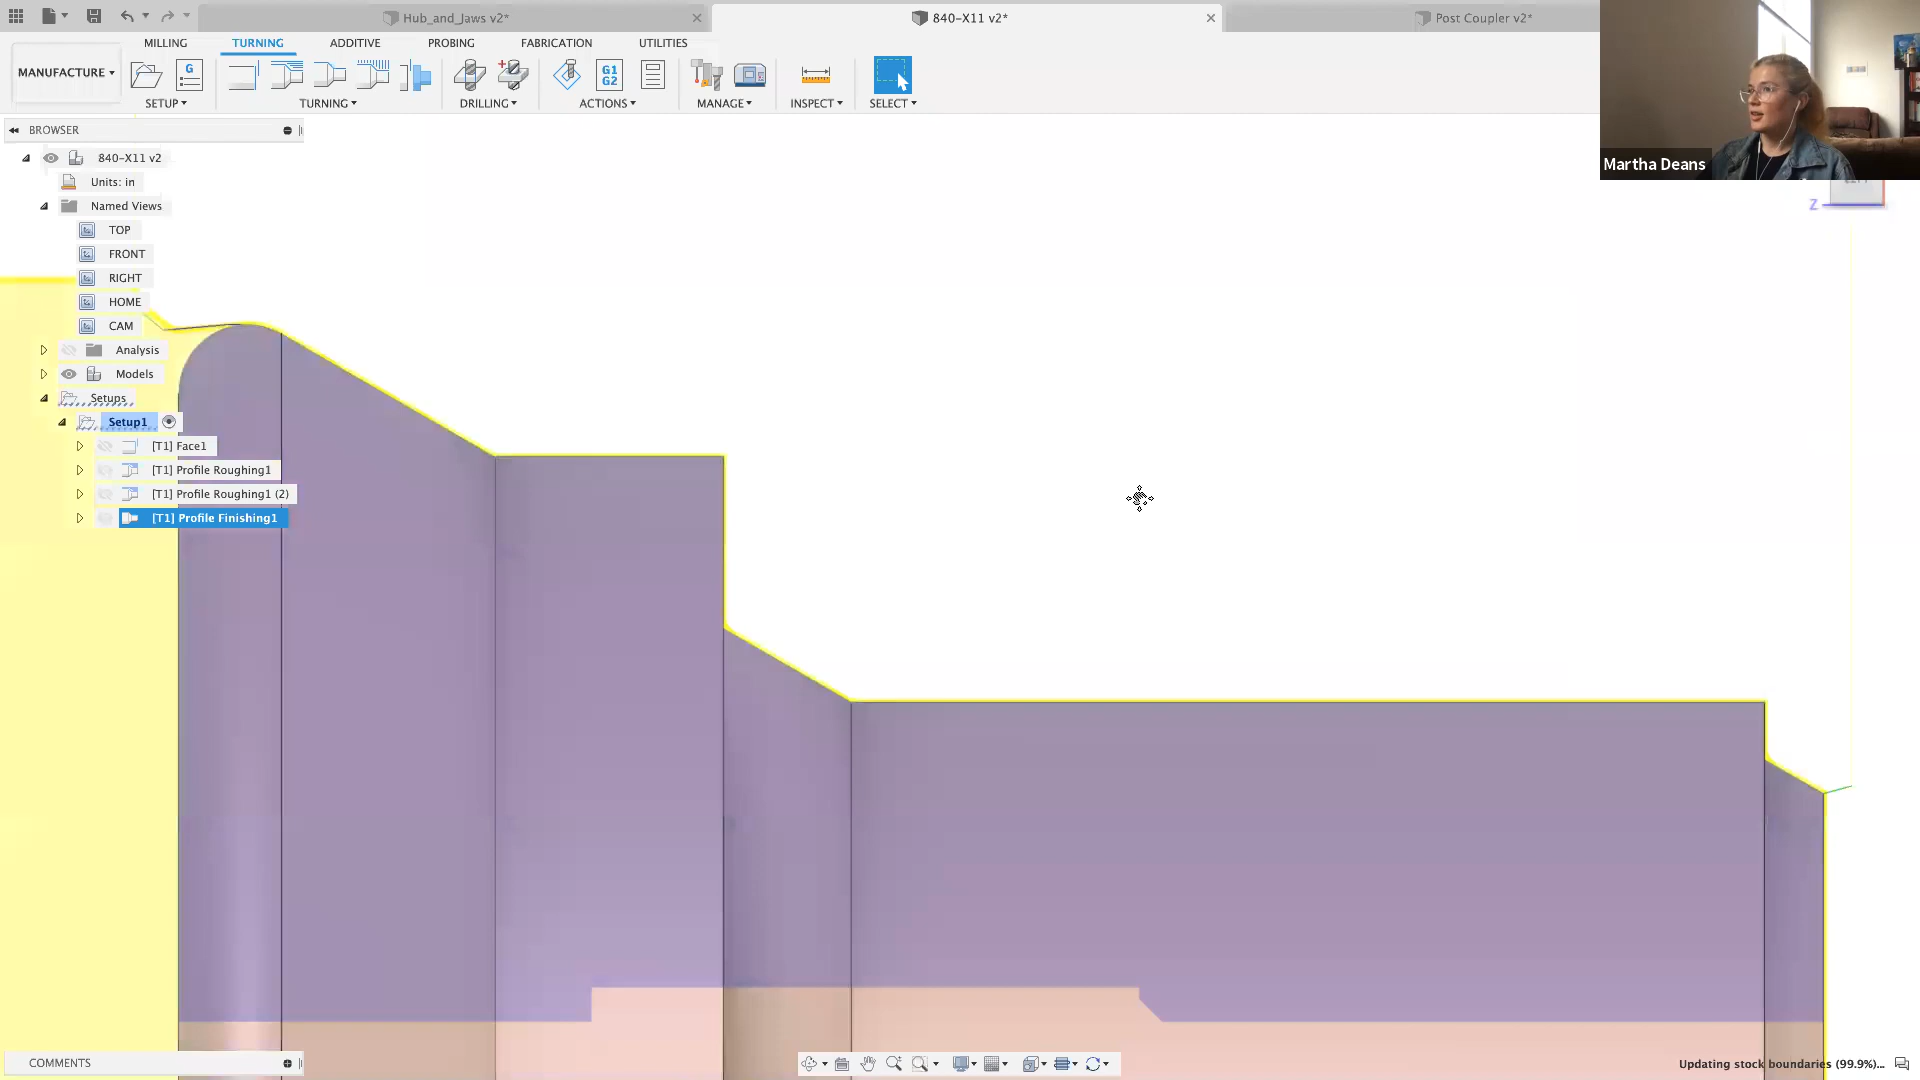 Hub_and_Jaws v2*
840-X11 v2*
Post Coupler v2*
MILLING
TURNING
ADDITIVE
PROBING
FABRICATION
UTILITIES
MANUFACTURE
G
G1
G2
SETUP
TURNING
DRILLING
ACTIONS
MANAGE
INSPECT
SELECT
Martha Deans
BROWSER
840-X11 v2
Units: in
Named Views
TOP
FRONT
RIGHT
HOME
CAM
Analysis
Models
Setups
Setup1
[T1] Face1
[T1] Profile Roughing1
[T1] Profile Roughing1 (2)
[T1] Profile Finishing1
Z
COMMENTS
Updating stock boundaries (99.9%)...